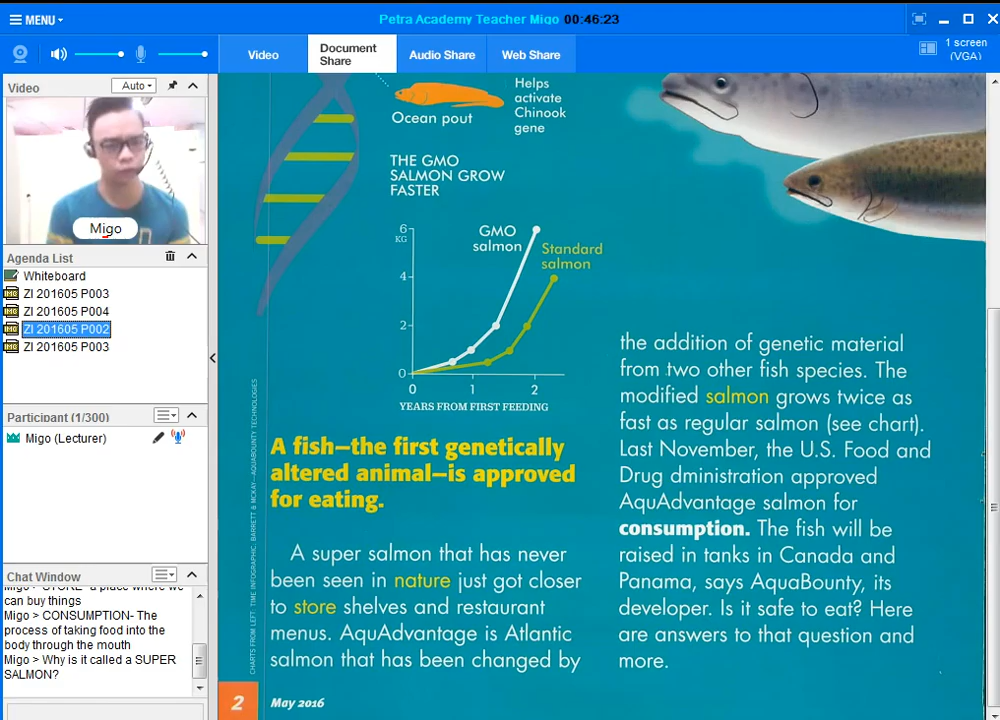 MENU
Petra Academy Teacher Migo 00:46:23
Video
Document Share
Audio Share
Web Share
1 screen (VGA)
Video
Auto
Migo
Agenda List
Whiteboard
ZI 201605 P003
ZI 201605 P004
ZI 201605 P002
ZI 201605 P003
Participant (1/300)
Migo (Lecturer)
Chat Window
can buy things
Migo > CONSUMPTION- The
process of taking food into the
body through the mouth
Migo > Why is it called a SUPER
SALMON?
Ocean pout
Helps
activate
Chinook
gene
THE GMO
SALMON GROW
FASTER
6
KG
4
2
0
GMO
salmon
Standard
salmon
0 1 2
YEARS FROM FIRST FEEDING
CHARTS FROM LEFT: TIME INFOGRAPHIC; BARRETT & MCKAY—AQUABOUNTY TECHNOLOGIES
A fish—the first genetically
altered animal—is approved
for eating.
A super salmon that has never
been seen in nature just got closer
to store shelves and restaurant
menus. AquAdvantage is Atlantic
salmon that has been changed by
the addition of genetic material
from two other fish species. The
modified salmon grows twice as
fast as regular salmon (see chart).
Last November, the U.S. Food and
Drug dministration approved
AquAdvantage salmon for
consumption. The fish will be
raised in tanks in Canada and
Panama, says AquaBounty, its
developer. Is it safe to eat? Here
are answers to that question and
more.
2
May 2016